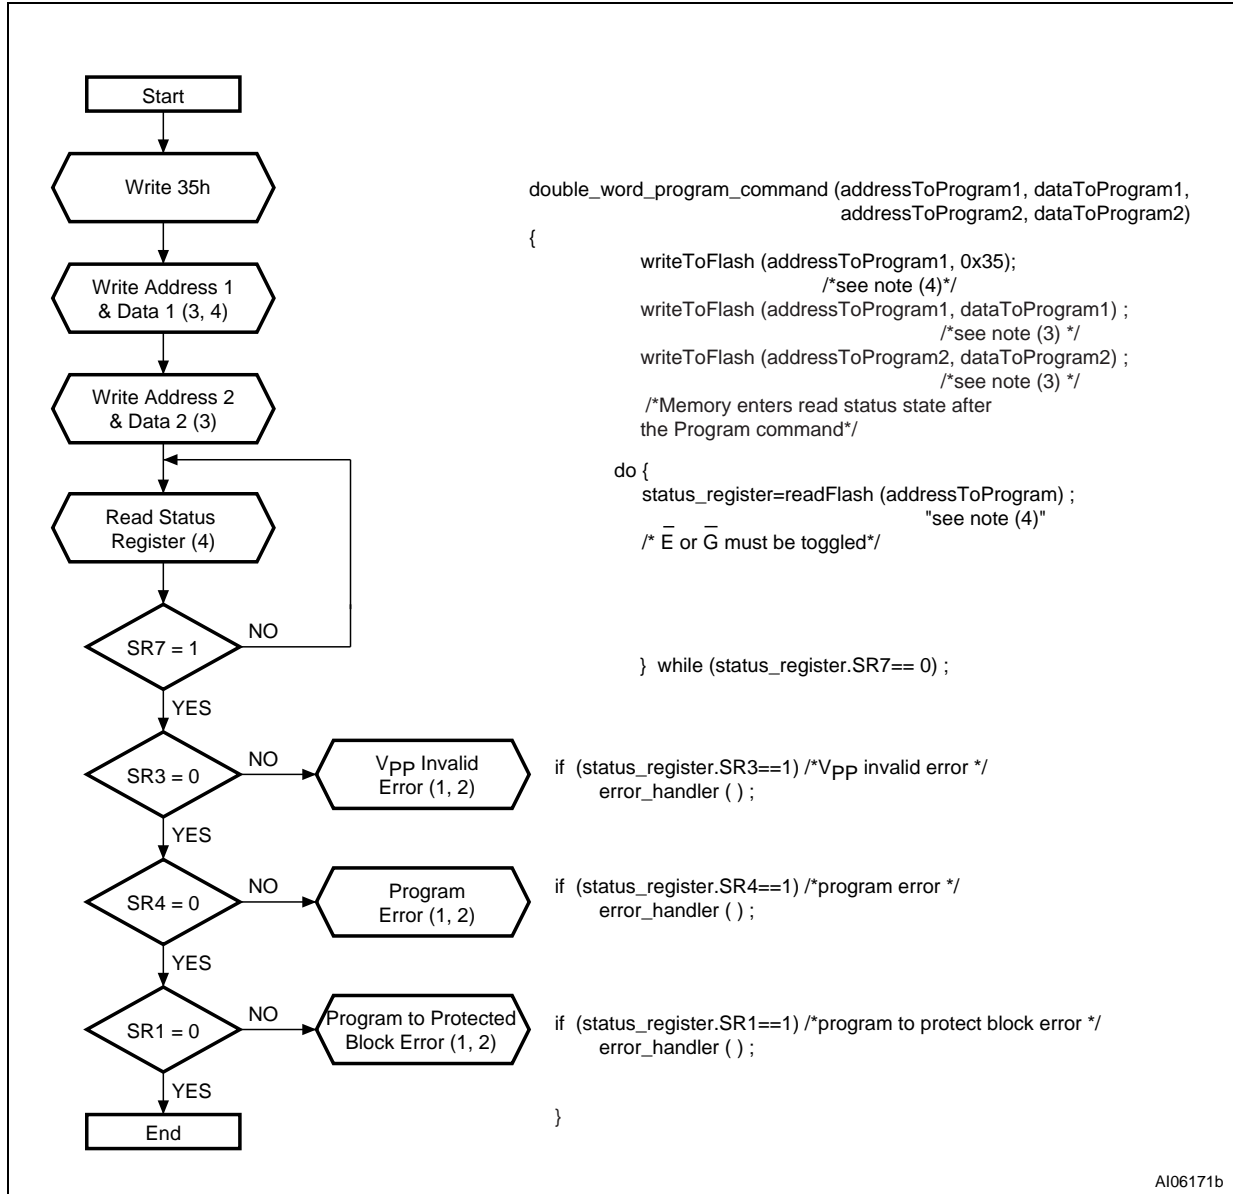 Start
Write 35h
Write Address 1
& Data 1 (3, 4)
Write Address 2
& Data 2 (3)
Read Status
Register (4)
SR7 = 1
NO
YES
SR3 = 0
NO
VPP Invalid
Error (1, 2)
YES
SR4 = 0
NO
Program
Error (1, 2)
YES
SR1 = 0
NO
Program to Protected
Block Error (1, 2)
YES
End
double_word_program_command (addressToProgram1, dataToProgram1,
addressToProgram2, dataToProgram2)
{
writeToFlash (addressToProgram1, 0x35);
/*see note (4)*/
writeToFlash (addressToProgram1, dataToProgram1) ;
/*see note (3) */
writeToFlash (addressToProgram2, dataToProgram2) ;
/*see note (3) */
/*Memory enters read status state after
the Program command*/
do {
status_register=readFlash (addressToProgram) ;
"see note (4)"
/* E̅ or G̅ must be toggled*/
} while (status_register.SR7== 0) ;
if (status_register.SR3==1) /*VPP invalid error */
error_handler ( ) ;
if (status_register.SR4==1) /*program error */
error_handler ( ) ;
if (status_register.SR1==1) /*program to protect block error */
error_handler ( ) ;
}
AI06171b